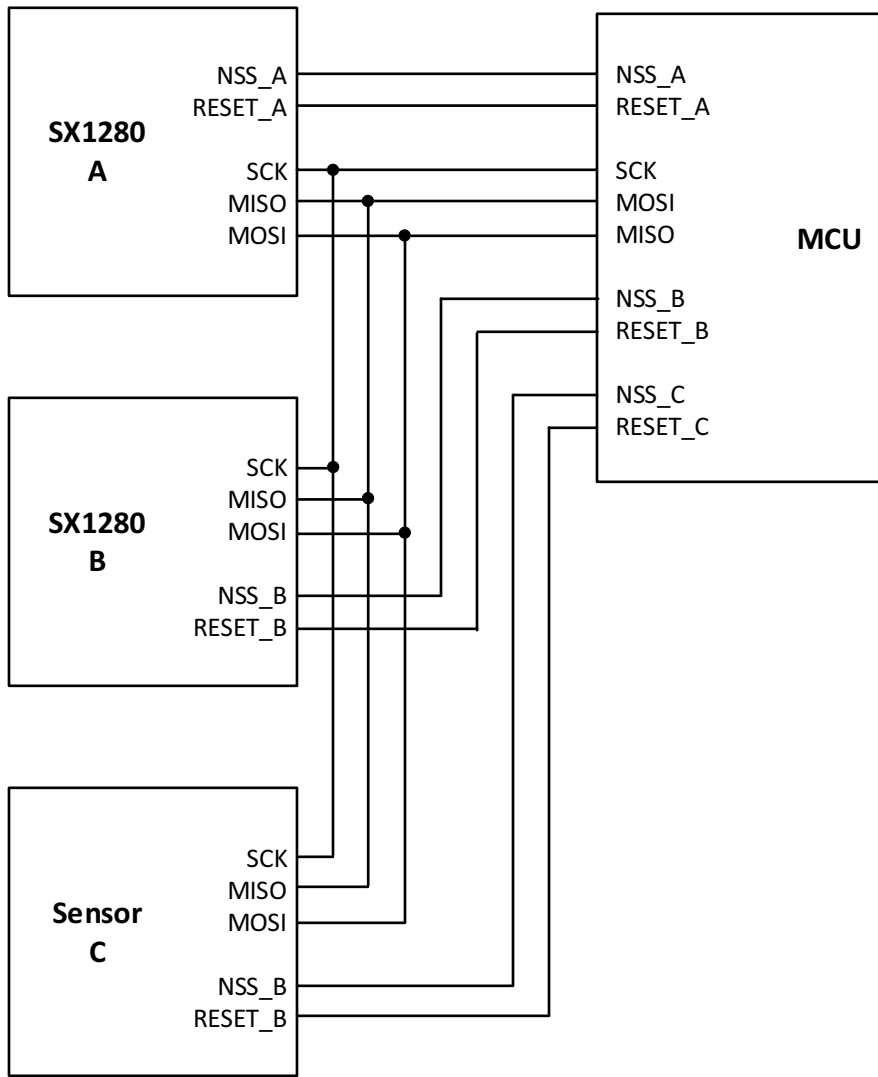 SX1280
A
NSS_A
RESET_A
SCK
MISO
MOSI
MCU
NSS_A
RESET_A
SCK
MOSI
MISO
NSS_B
RESET_B
NSS_C
RESET_C
SX1280
B
SCK
MISO
MOSI
NSS_B
RESET_B
Sensor
C
SCK
MISO
MOSI
NSS_B
RESET_B